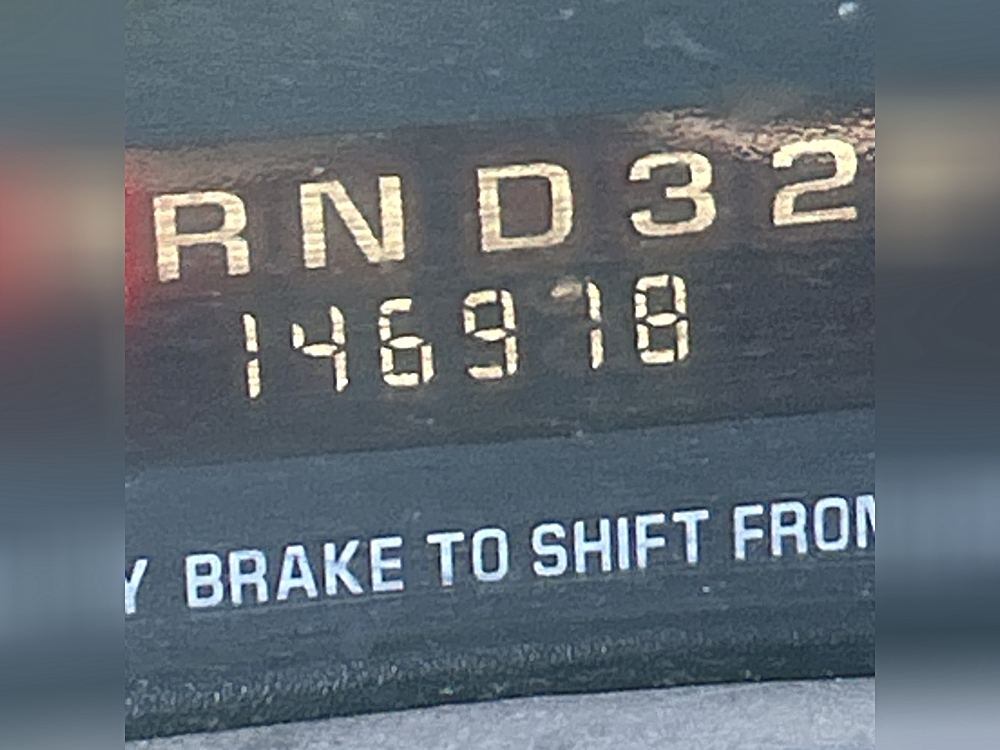 RND32
146918
Y BRAKE TO SHIFT FROM